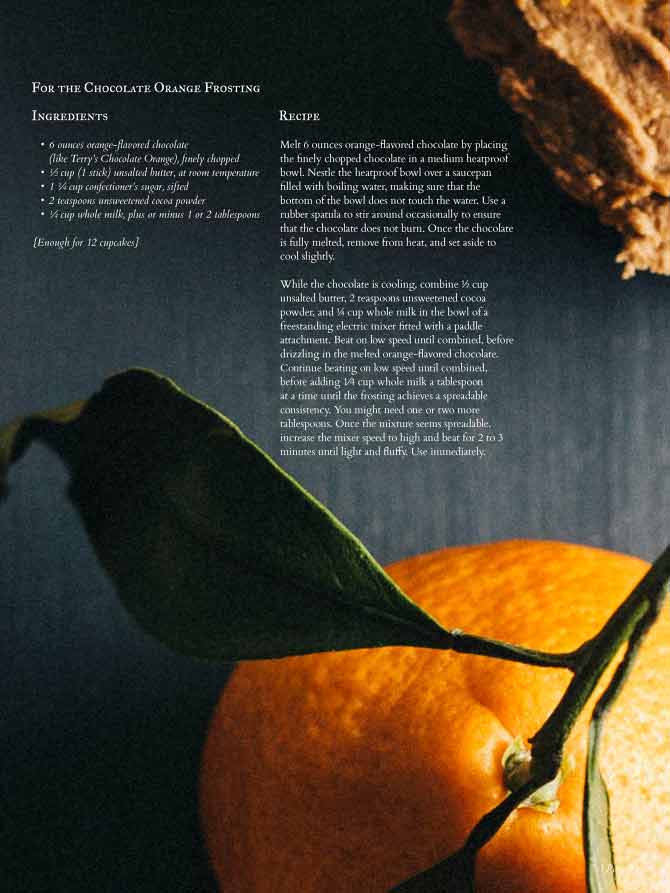 For the Chocolate Orange Frosting
Ingredients
• 6 ounces orange-flavored chocolate
(like Terry's Chocolate Orange), finely chopped
• ½ cup (1 stick) unsalted butter, at room temperature
• 1 ¼ cup confectioner's sugar, sifted
• 2 teaspoons unsweetened cocoa powder
• ¼ cup whole milk, plus or minus 1 or 2 tablespoons
[Enough for 12 cupcakes]
Recipe
Melt 6 ounces orange-flavored chocolate by placing
the finely chopped chocolate in a medium heatproof
bowl. Nestle the heatproof bowl over a saucepan
filled with boiling water, making sure that the
bottom of the bowl does not touch the water. Use a
rubber spatula to stir around occasionally to ensure
that the chocolate does not burn. Once the chocolate
is fully melted, remove from heat, and set aside to
cool slightly.
While the chocolate is cooling, combine ½ cup
unsalted butter, 2 teaspoons unsweetened cocoa
powder, and ¼ cup whole milk in the bowl of a
freestanding electric mixer fitted with a paddle
attachment. Beat on low speed until combined, before
drizzling in the melted orange-flavored chocolate.
Continue beating on low speed until combined,
before adding 1/4 cup whole milk a tablespoon
at a time until the frosting achieves a spreadable
consistency. You might need one or two more
tablespoons. Once the mixture seems spreadable,
increase the mixer speed to high and beat for 2 to 3
minutes until light and fluffy. Use immediately.